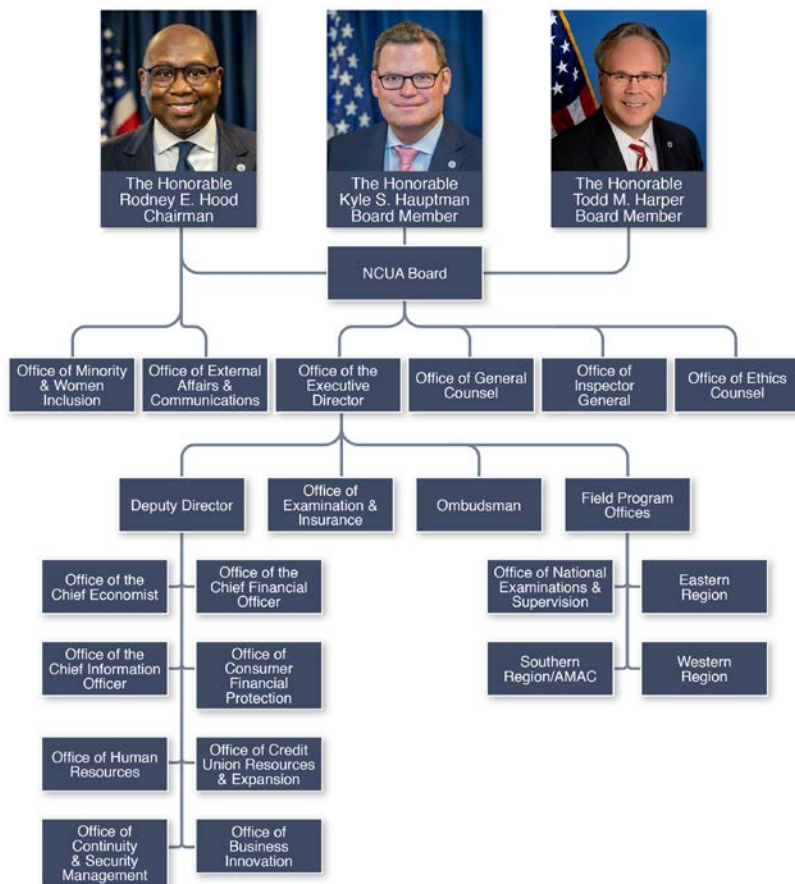 The Honorable
Rodney E. Hood
Chairman
The Honorable
Kyle S. Hauptman
Board Member
The Honorable
Todd M. Harper
Board Member
NCUA Board
Office of Minority
& Women
Inclusion
Office of External
Affairs &
Communications
Office of the
Executive
Director
Office of General
Counsel
Office of
Inspector
General
Office of Ethics
Counsel
Deputy Director
Office of
Examination &
Insurance
Ombudsman
Field Program
Offices
Office of the
Chief Economist
Office of the
Chief Financial
Officer
Office of National
Examinations &
Supervision
Eastern
Region
Office of the
Chief Information
Officer
Office of
Consumer
Financial
Protection
Southern
Region/AMAC
Western
Region
Office of Human
Resources
Office of Credit
Union Resources
& Expansion
Office of
Continuity
& Security
Management
Office of
Business
Innovation